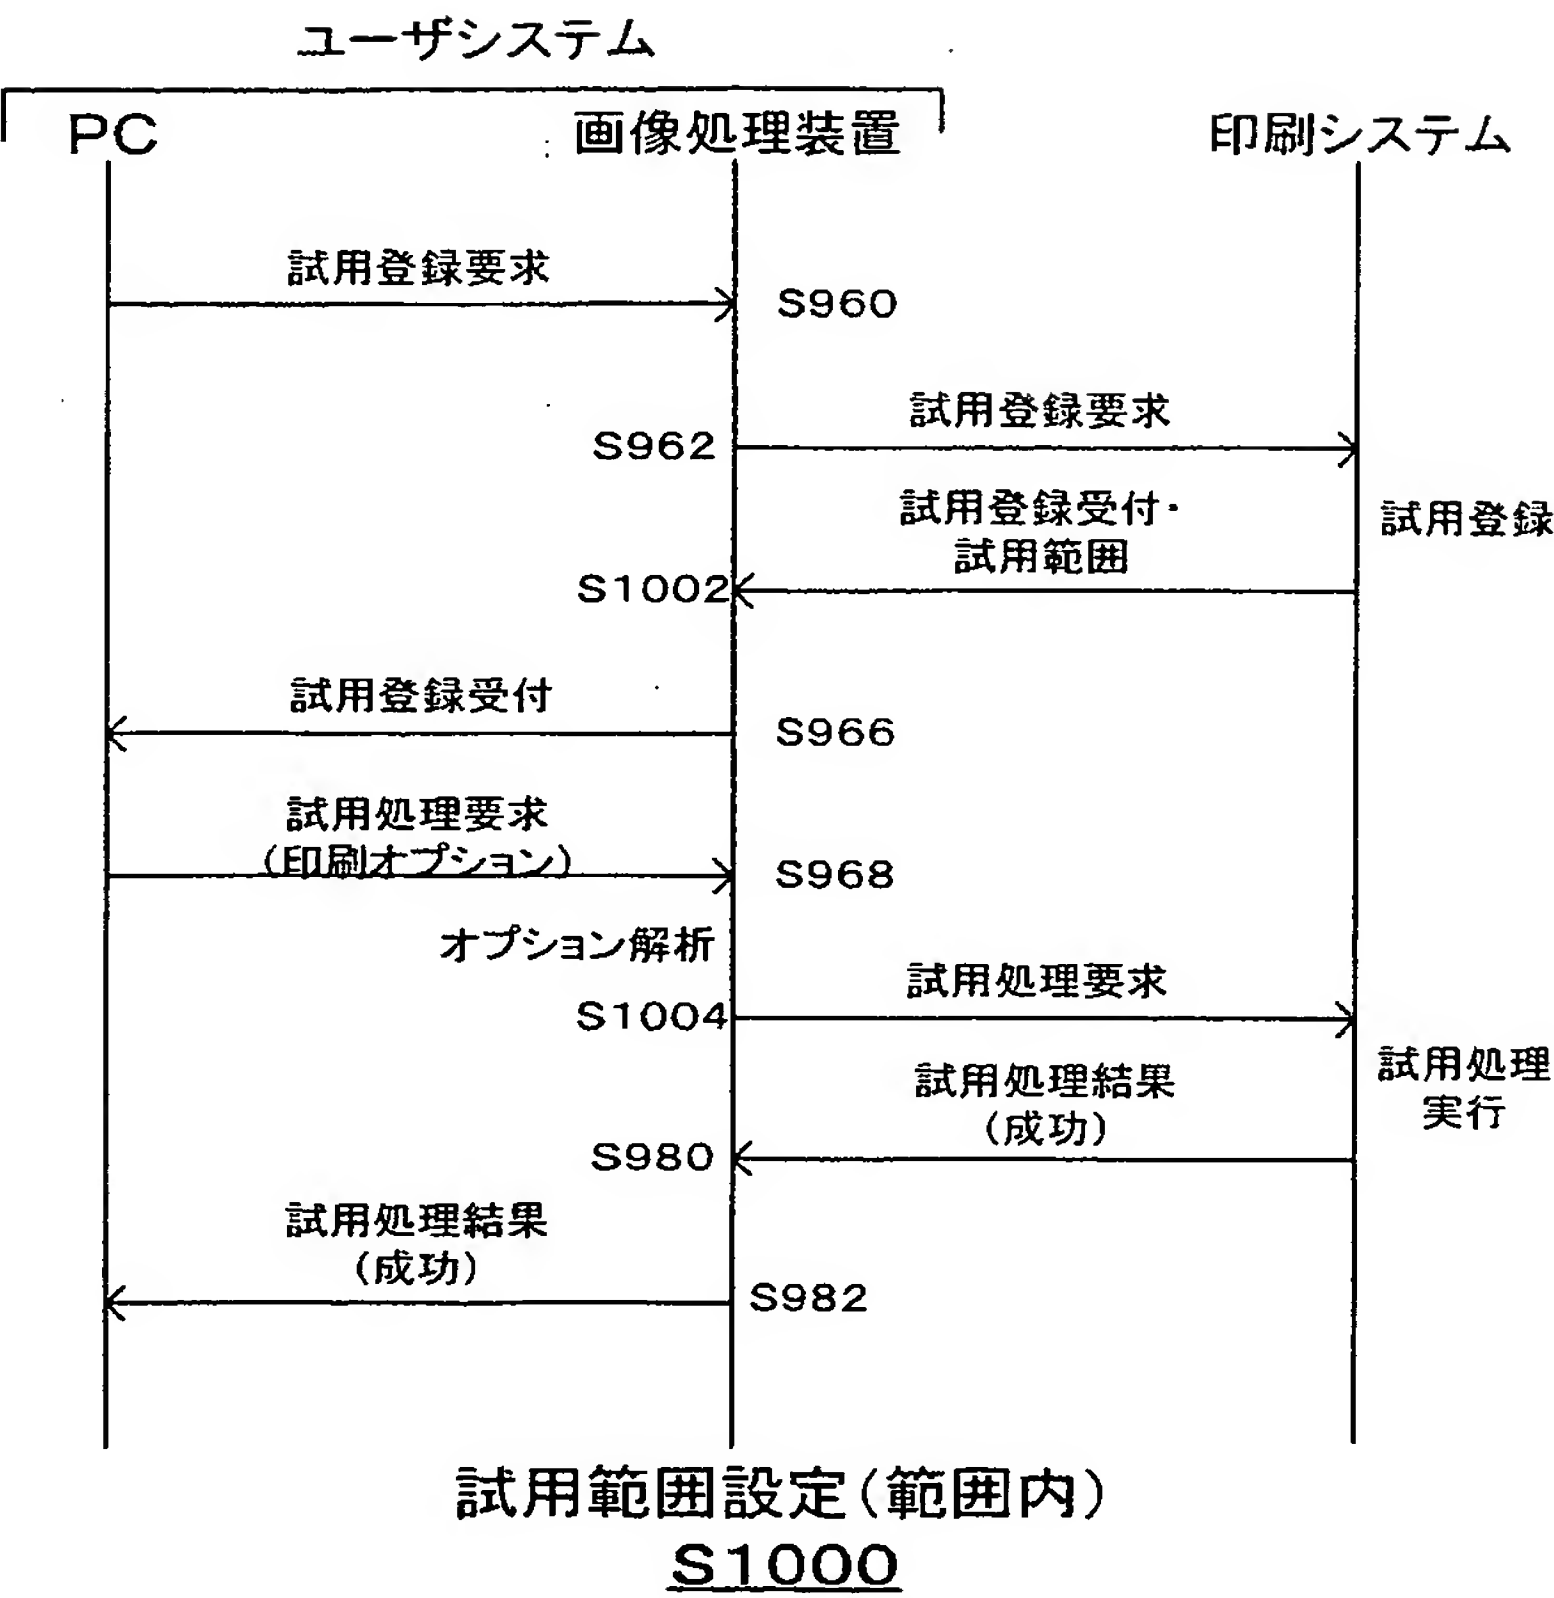 ユーザシステム
PC
画像処理装置
印刷システム
試用登録要求
S960
試用登録要求
S962
試用登録受付・
試用範囲
試用登録
S1002
試用登録受付
S966
試用処理要求
(印刷オプション)
S968
オプション解析
試用処理要求
S1004
試用処理結果
(成功)
試用処理
実行
S980
試用処理結果
(成功)
S982
試用範囲設定(範囲内)
S1000